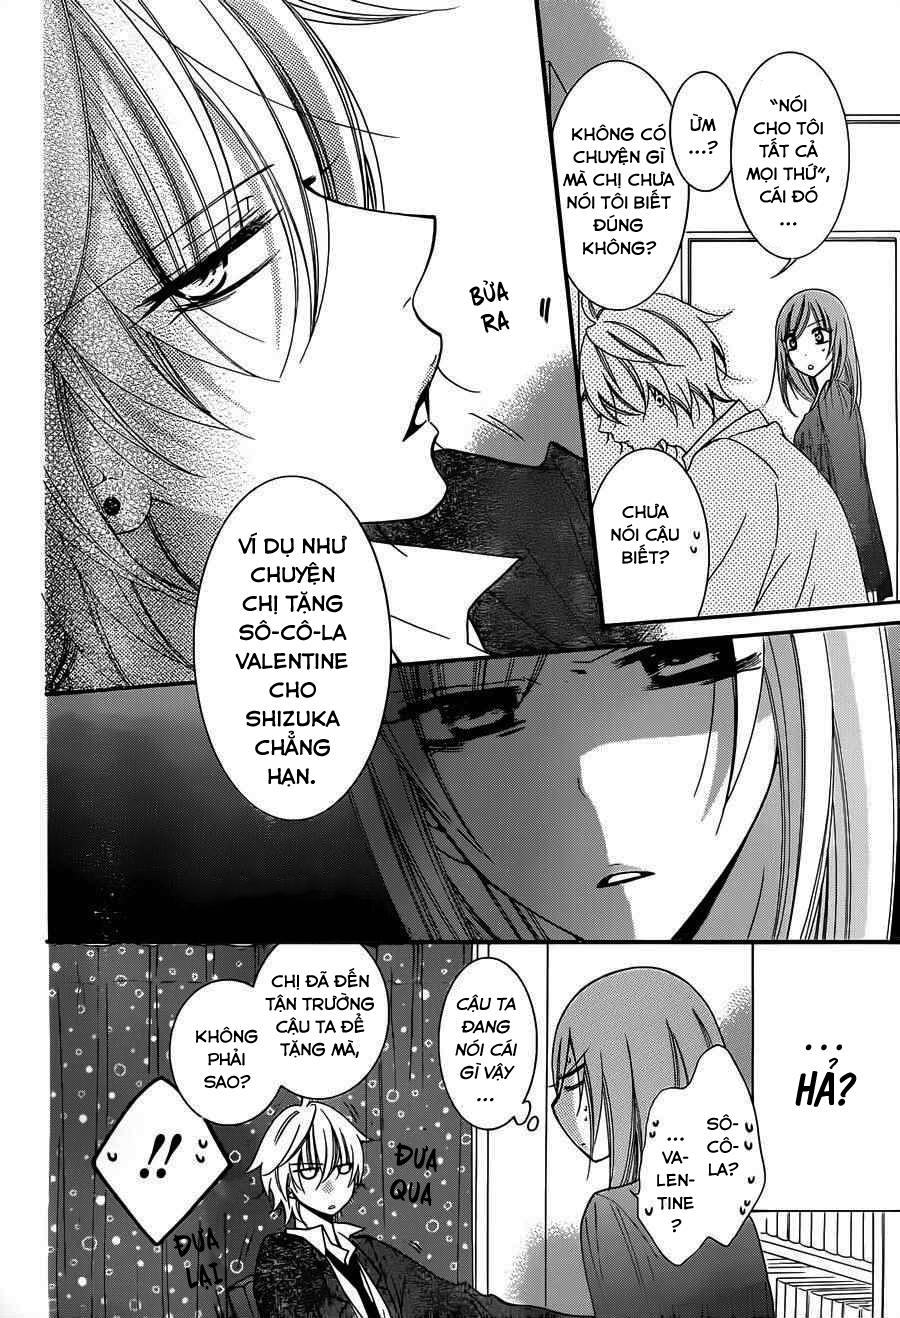 “NÓI
CHO TÔI
TẤT CẢ
MỌI THỨ”,
CÁI ĐÓ
...
ỪM
...?
KHÔNG CÓ
CHUYỆN GÌ
MÀ CHỊ CHƯA
NÓI TÔI BIẾT
ĐÚNG
KHÔNG?
BỬA
RA
CHƯA
NÓI CẬU
BIẾT?
VÍ DỤ NHƯ
CHUYỆN
CHỊ TẶNG
SÔ-CÔ-LA
VALENTINE
CHO
SHIZUKA
CHẲNG
HẠN.
...
HẢ?
SÔ-
CÔ-
LA?
...
VA-
LEN-
TINE
?
CẬU TA
ĐANG
NÓI CÁI
GÌ VẬY
...
CHỊ ĐÃ ĐẾN
TẬN TRƯỜNG
CẬU TA ĐỂ
TẶNG MÀ,
KHÔNG
PHẢI
SAO?
!!
ĐƯA
QUA
ĐƯA
LẠI